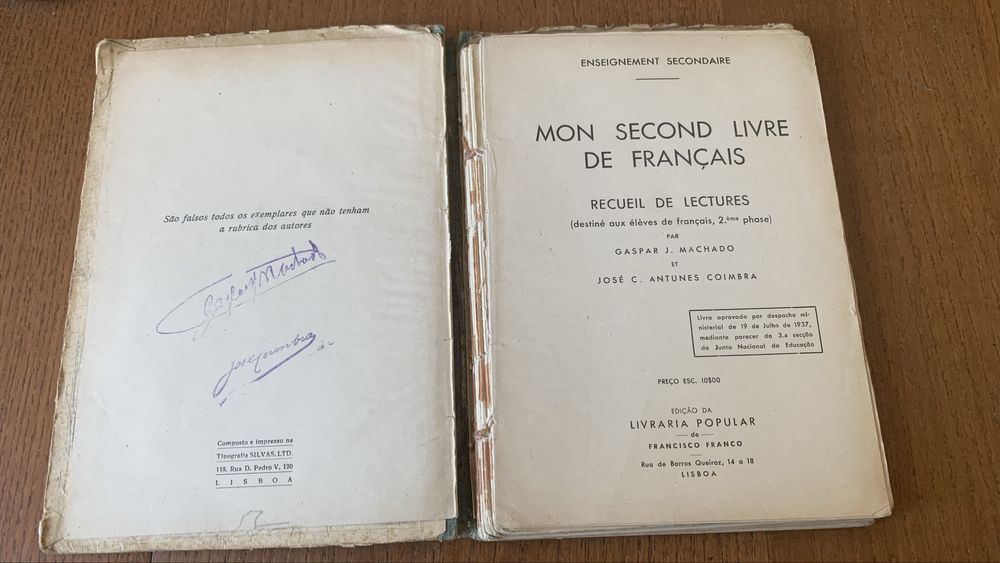 São falsos todos os exemplares que não tenham
a rubrica dos autores
Gaspar J. Machado
José Coimbra
Composto e impresso na
Tipografia SILVAS, LTD.
118, Rua D. Pedro V, 120
LISBOA
ENSEIGNEMENT SECONDAIRE
MON SECOND LIVRE
DE FRANÇAIS
RECUEIL DE LECTURES
(destiné aux élèves de français, 2.ème phase)
PAR
GASPAR J. MACHADO
ET
JOSÉ C. ANTUNES COIMBRA
Livro aprovado por despacho mi-
nisterial de 19 de Julho de 1937,
mediante parecer da 3.a secção
da Junta Nacional da Educação
PREÇO ESC. 10$00
EDIÇÃO DA
LIVRARIA POPULAR
de
FRANCISCO FRANCO
Rua de Barros Queiroz, 14 a 18
LISBOA